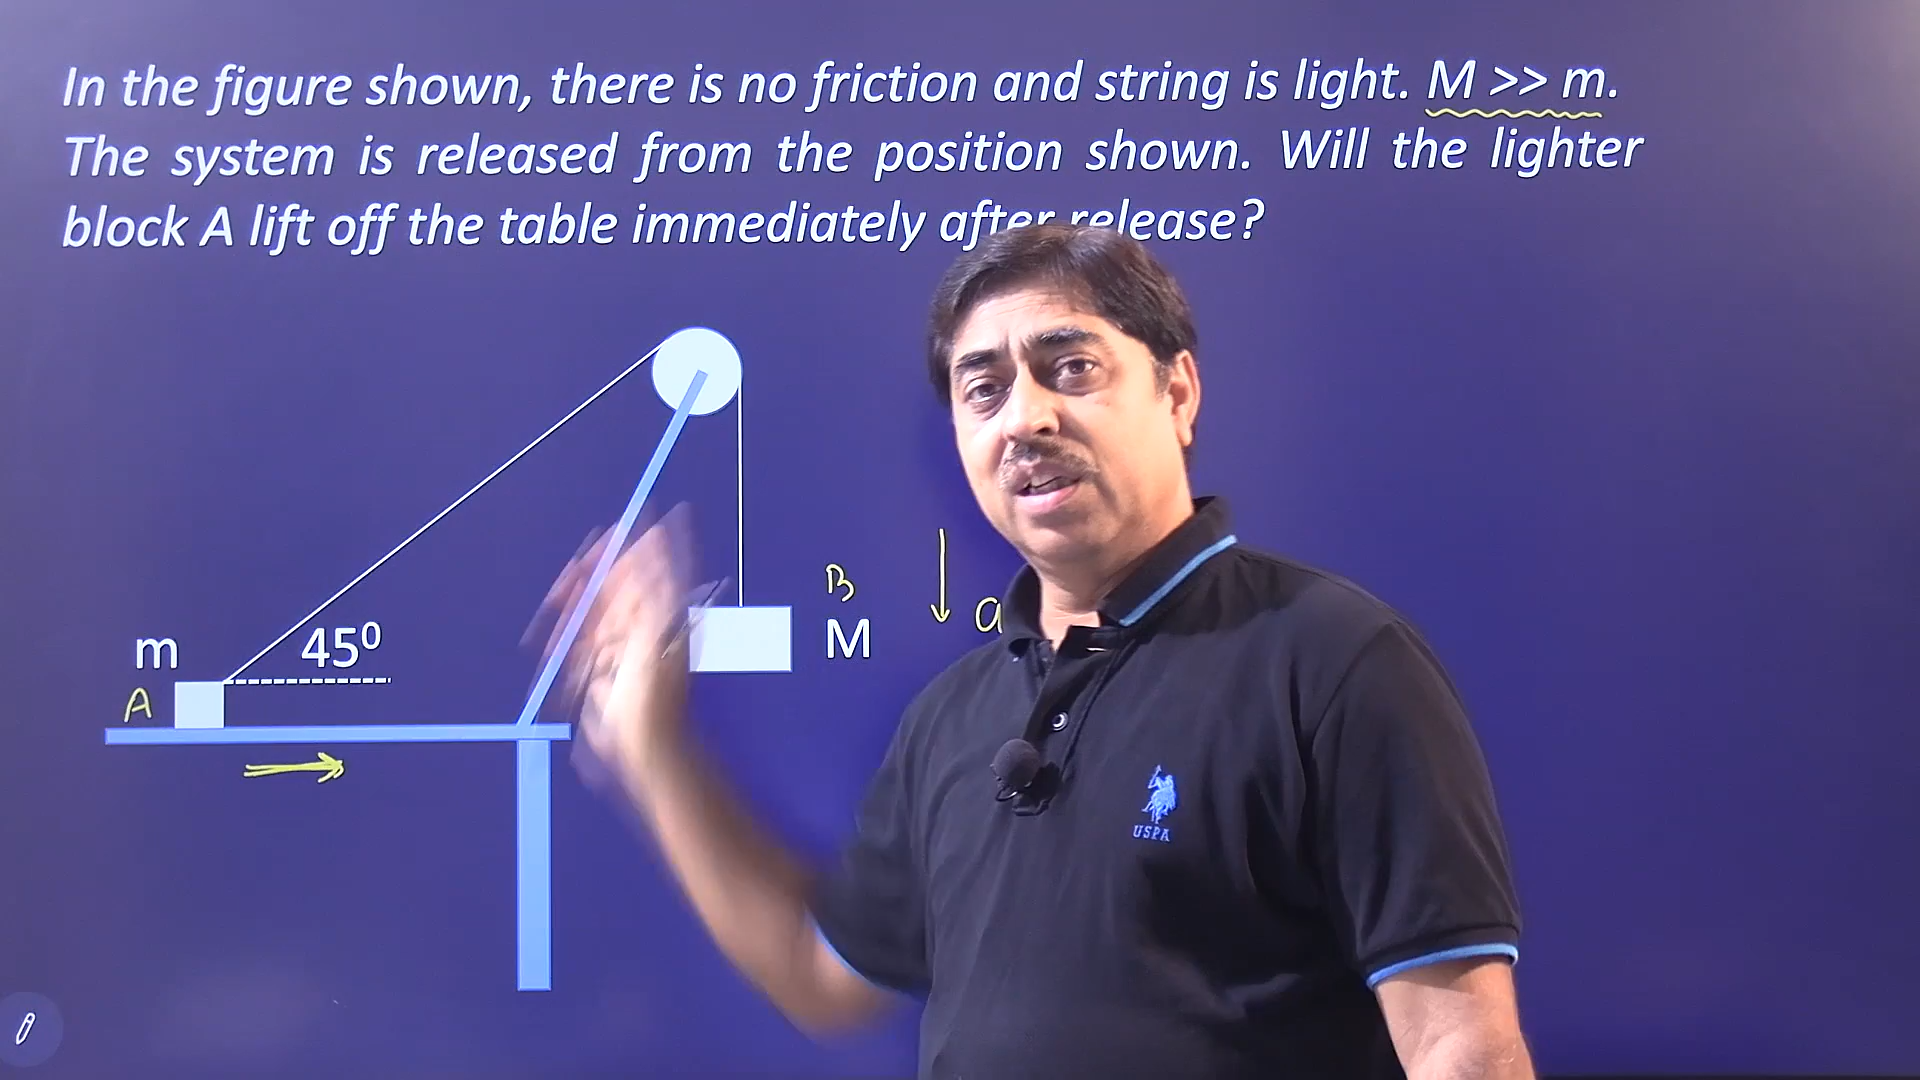 In the figure shown, there is no friction and string is light. M >> m.
The system is released from the position shown. Will the lighter
block A lift off the table immediately after release?
B
M
a
m
45⁰
A
USPA